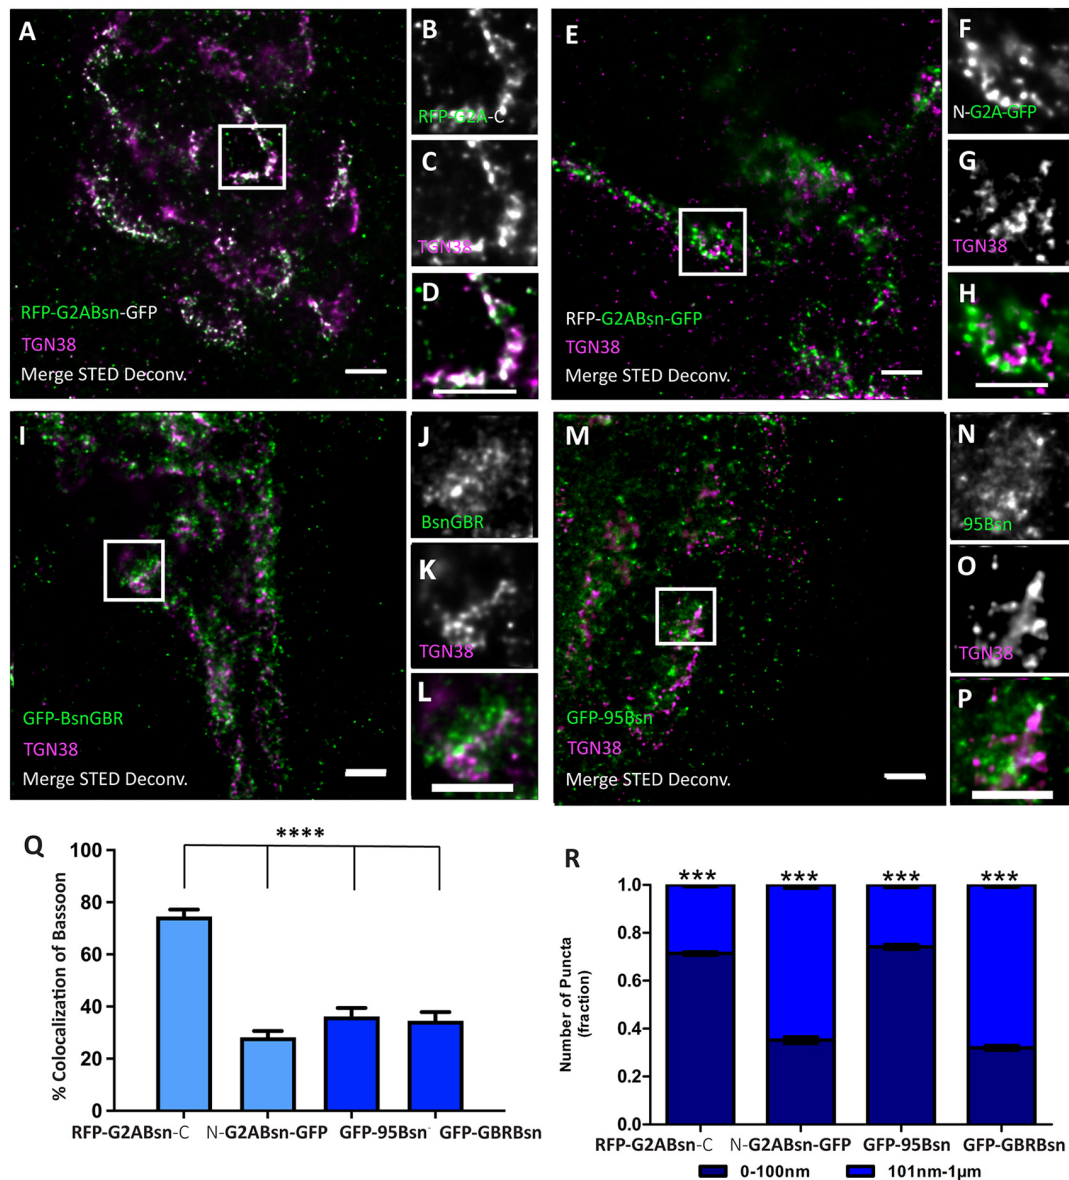 A
RFP-G2ABsn-GFP
TGN38
Merge STED Deconv.
B
RFP-G2A-C
C
TGN38
D
E
RFP-G2ABsn-GFP
TGN38
Merge STED Deconv.
F
N-G2A-GFP
G
TGN38
H
I
GFP-BsnGBR
TGN38
Merge STED Deconv.
J
BsnGBR
K
TGN38
L
M
GFP-95Bsn
TGN38
Merge STED Deconv.
N
95Bsn
O
TGN38
P
Q
% Colocalization of Bassoon
100
80
60
40
20
0
****
RFP-G2ABsn-C N-G2ABsn-GFP GFP-95Bsn GFP-GBRBsn
R
Number of Puncta
(fraction)
1.0
0.8
0.6
0.4
0.2
0.0
*** *** *** ***
RFP-G2ABsn-C N-G2ABsn-GFP GFP-95Bsn GFP-GBRBsn
0-100nm 101nm-1µm